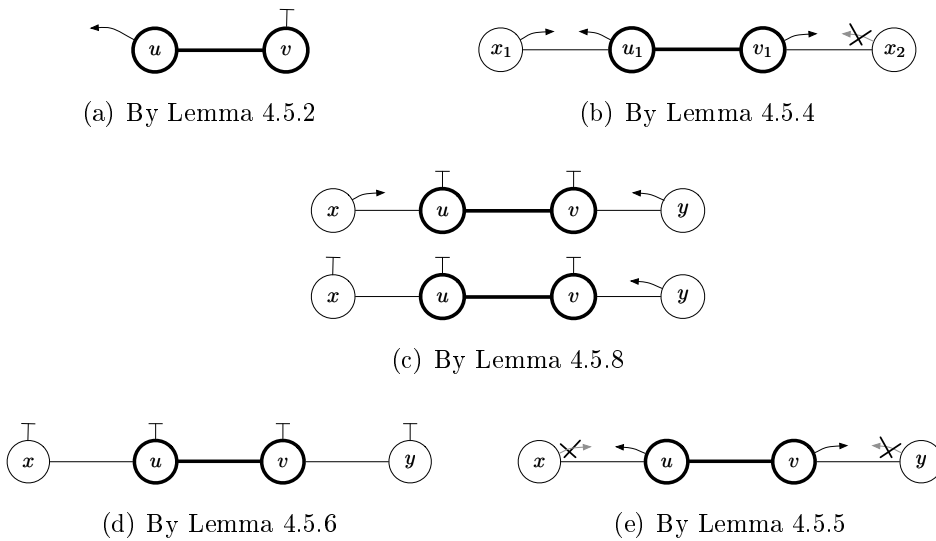 u v
x1 u1 v1 x2
(a) By Lemma 4.5.2
(b) By Lemma 4.5.4
x u v y
x u v y
(c) By Lemma 4.5.8
x u v y
x u v y
(d) By Lemma 4.5.6
(e) By Lemma 4.5.5